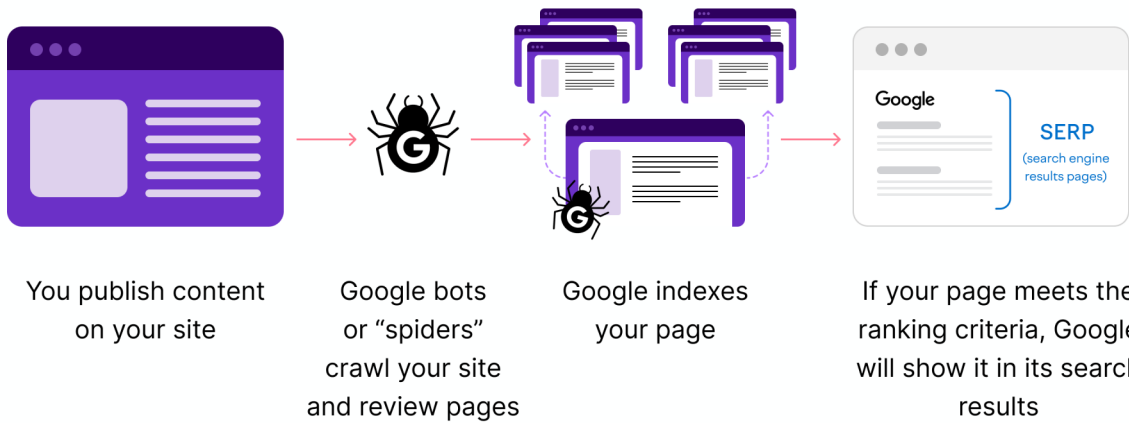 Google
SERP
(search engine
results pages)
G
G
You publish content
on your site
Google bots
or “spiders”
crawl your site
and review pages
Google indexes
your page
If your page meets the
ranking criteria, Google
will show it in its search
results